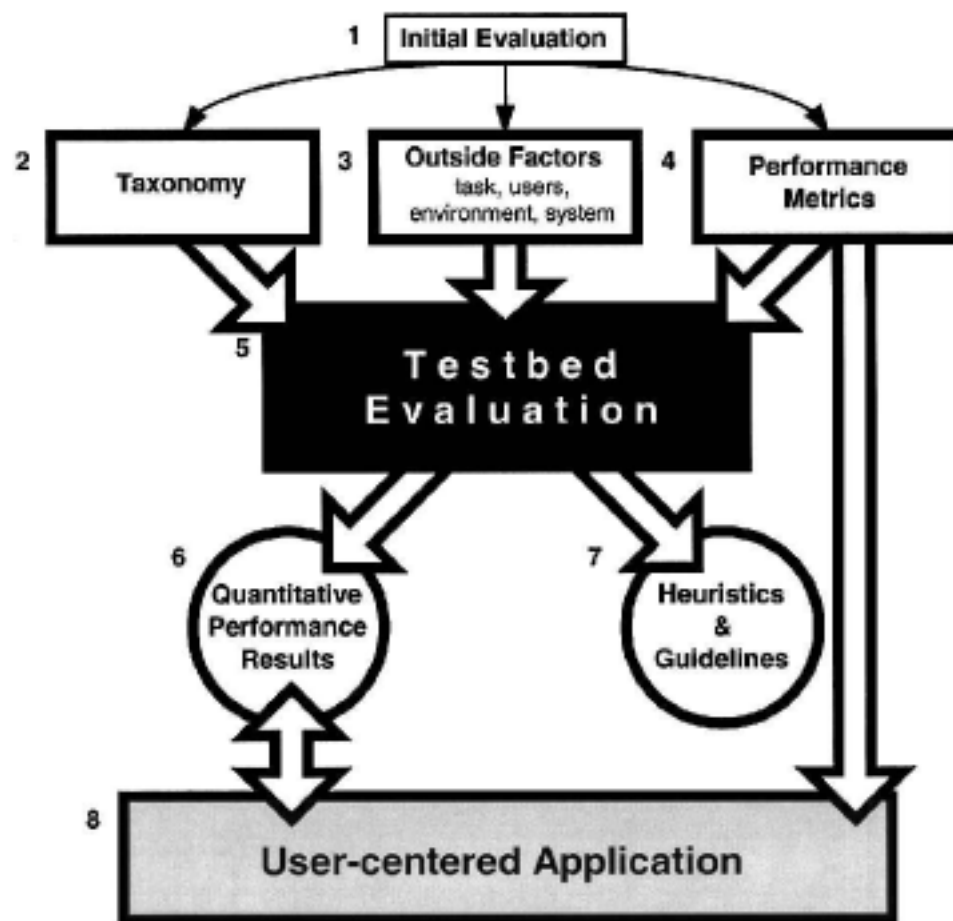 1
Initial Evaluation
2
Taxonomy
3
Outside Factors
task, users,
environment, system
4
Performance
Metrics
5
Testbed
Evaluation
6
Quantitative
Performance
Results
7
Heuristics
&
Guidelines
8
User-centered Application